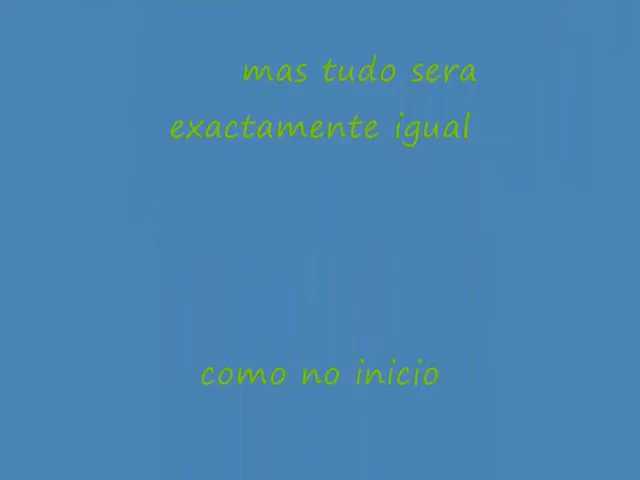 mas tudo sera
exactamente igual
como no inicio